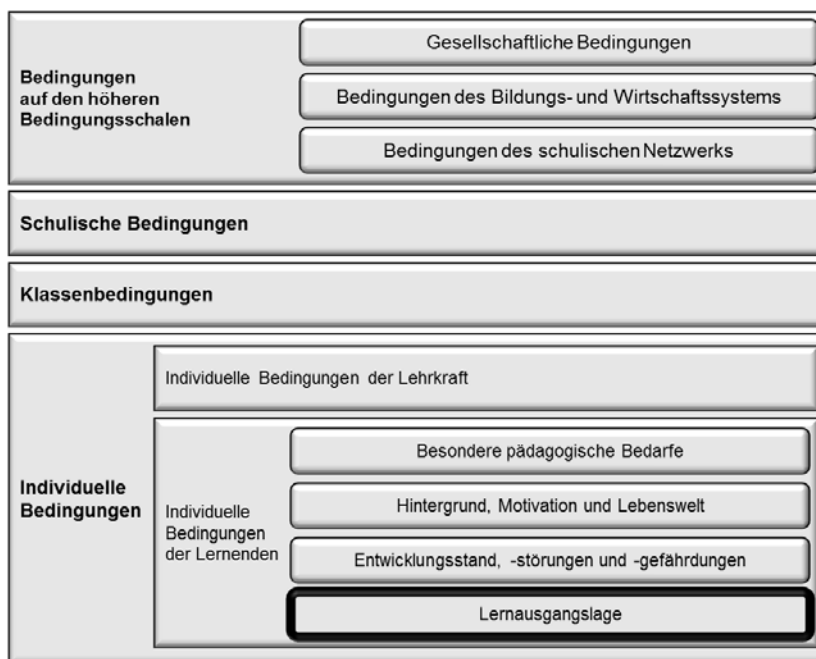 Bedingungen
auf den höheren
Bedingungsschalen
Gesellschaftliche Bedingungen
Bedingungen des Bildungs- und Wirtschaftssystems
Bedingungen des schulischen Netzwerks
Schulische Bedingungen
Klassenbedingungen
Individuelle
Bedingungen
Individuelle Bedingungen der Lehrkraft
Individuelle
Bedingungen
der Lernenden
Besondere pädagogische Bedarfe
Hintergrund, Motivation und Lebenswelt
Entwicklungsstand, -störungen und -gefährdungen
Lernausgangslage